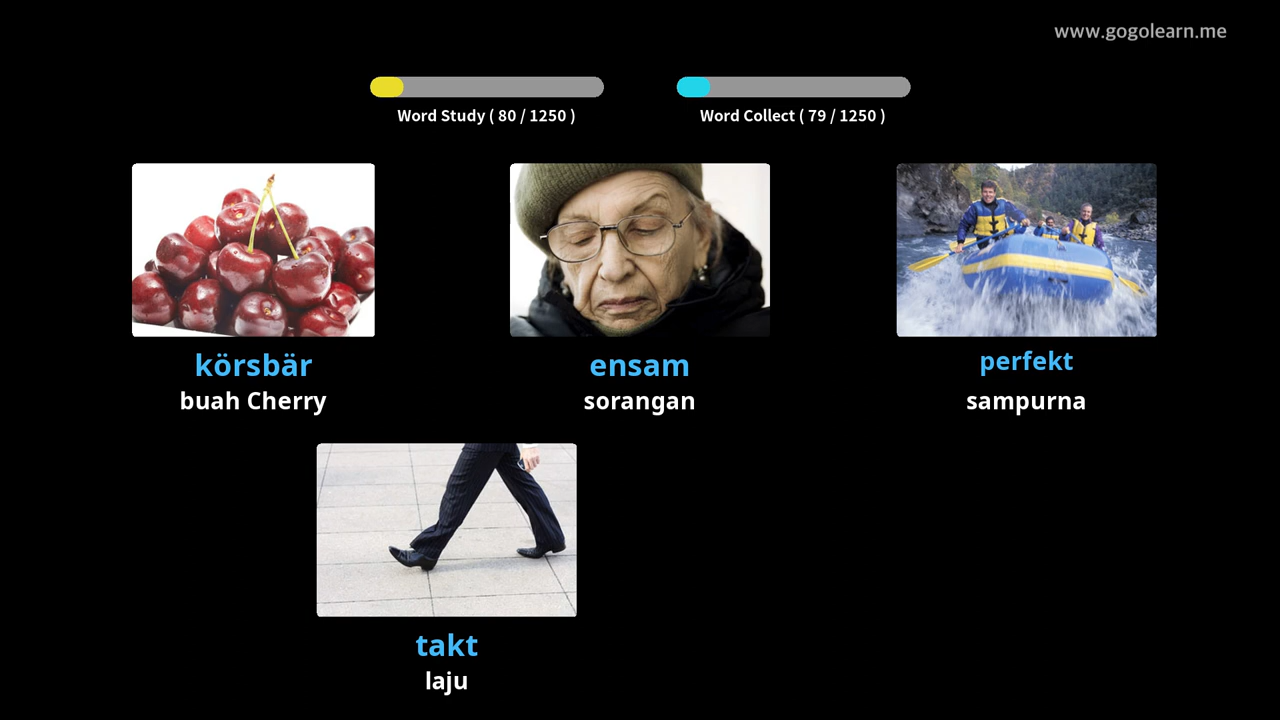 www.gogolearn.me
Word Study ( 80 / 1250 )
Word Collect ( 79 / 1250 )
körsbär
buah Cherry
ensam
sorangan
perfekt
sampurna
takt
laju